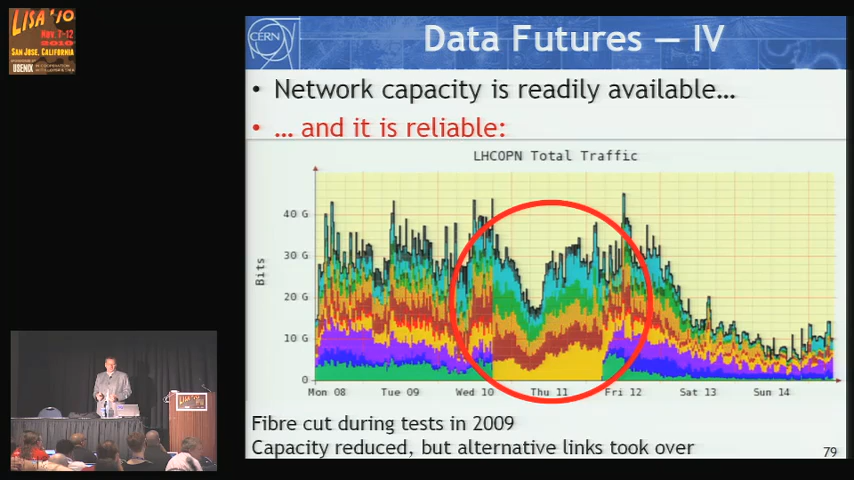 LISA '10
Nov. 7-12
2010
SAN JOSE, CALIFORNIA
USENIX
CERN
Data Futures — IV
• Network capacity is readily available…
• … and it is reliable:
LHCOPN Total Traffic
Bits
40 G
30 G
20 G
10 G
0
Mon 08 Tue 09 Wed 10 Thu 11 Fri 12 Sat 13 Sun 14
Fibre cut during tests in 2009
Capacity reduced, but alternative links took over
79